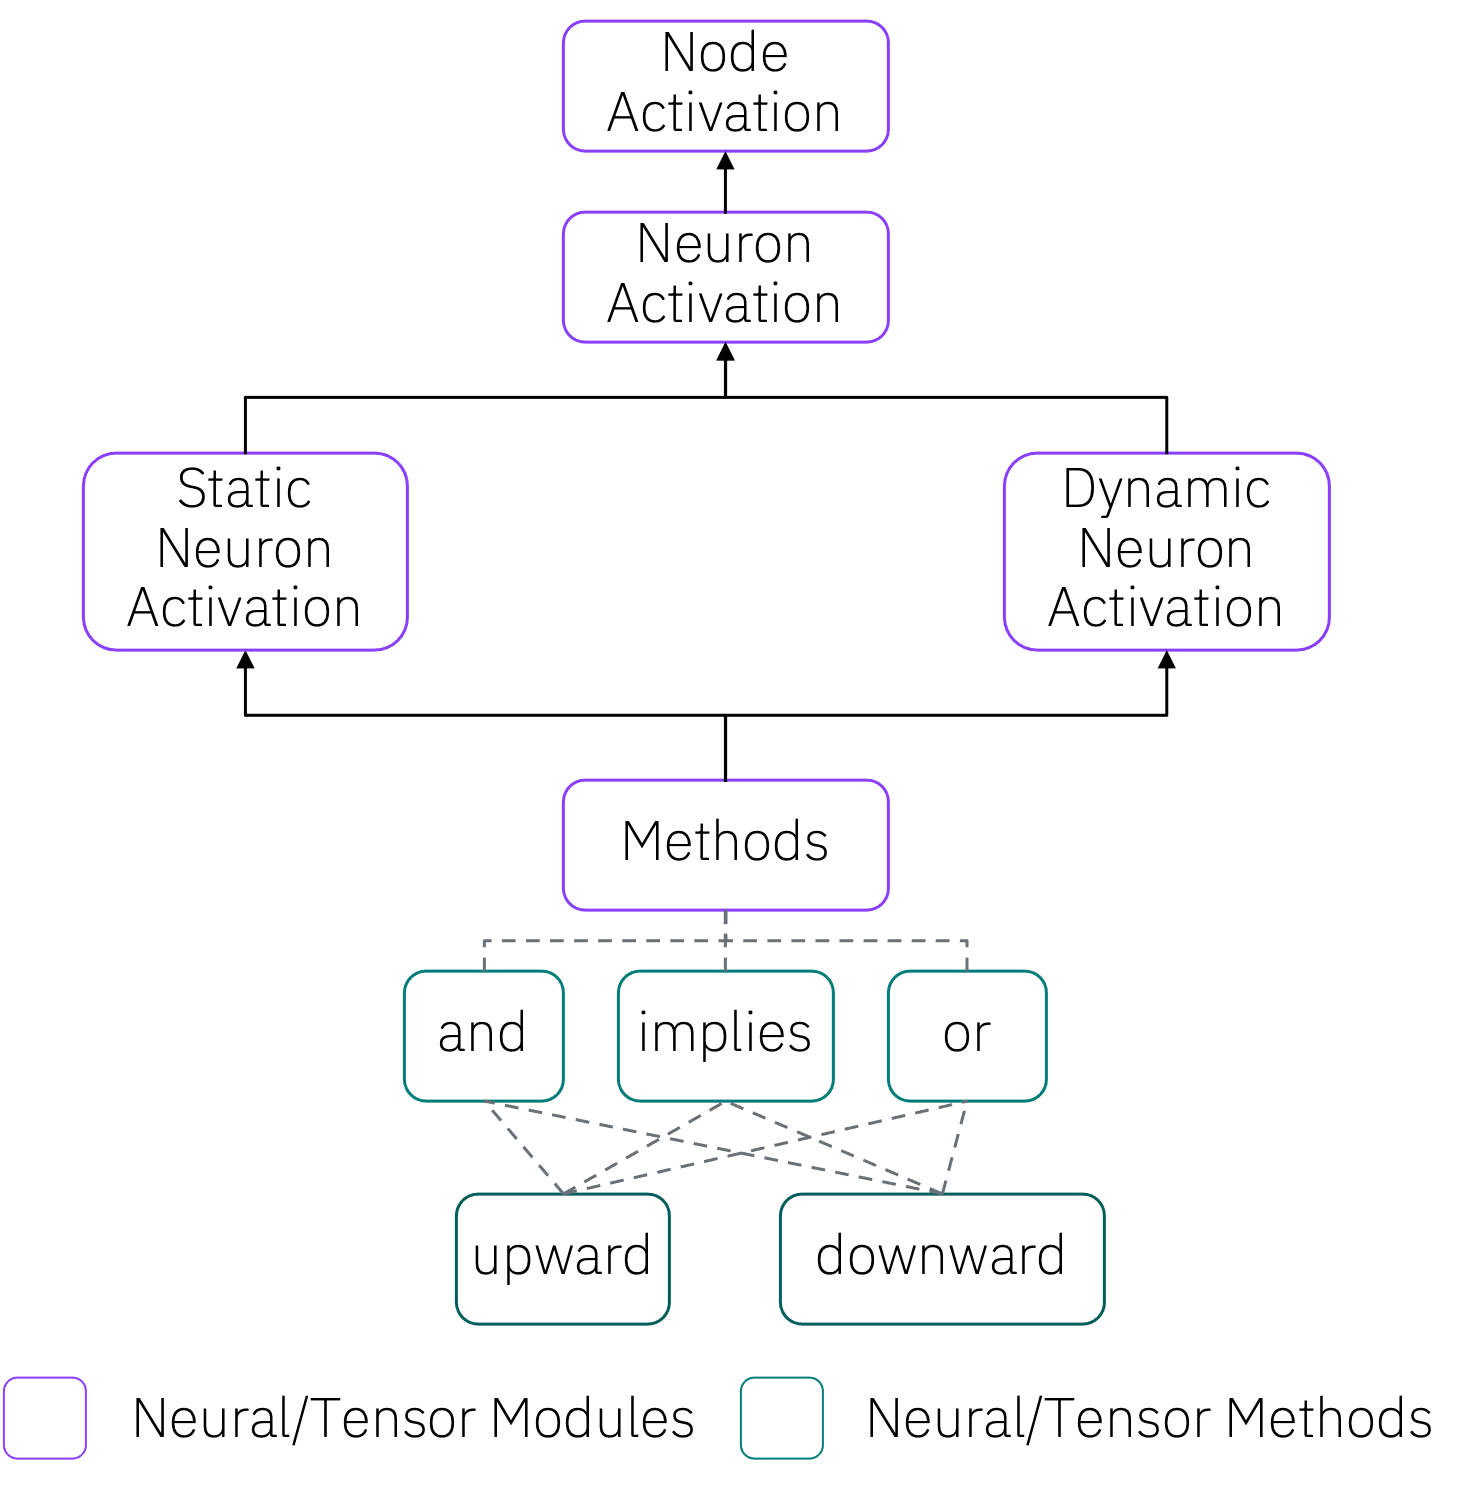 Node
Activation
Neuron
Activation
Static
Neuron
Activation
Dynamic
Neuron
Activation
Methods
and
implies
or
upward
downward
Neural/Tensor Modules
Neural/Tensor Methods